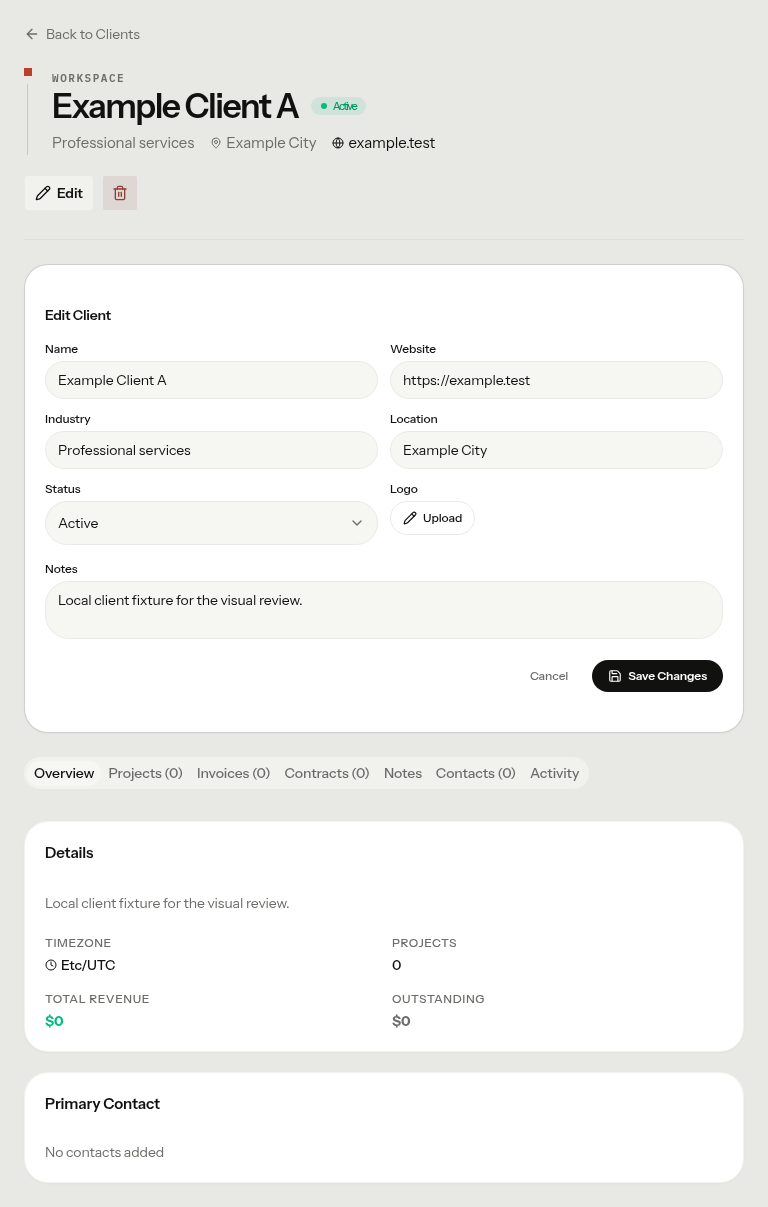 Back to Clients
WORKSPACE
Example Client A Active
Professional services Example City example.test
Edit
Edit Client
Name Website
Example Client A https://example.test
Industry Location
Professional services Example City
Status Logo
Active Upload
Notes
Local client fixture for the visual review.
Cancel Save Changes
Overview Projects (0) Invoices (0) Contracts (0) Notes Contacts (0) Activity
Details
Local client fixture for the visual review.
TIMEZONE PROJECTS
Etc/UTC 0
TOTAL REVENUE OUTSTANDING
$0 $0
Primary Contact
No contacts added